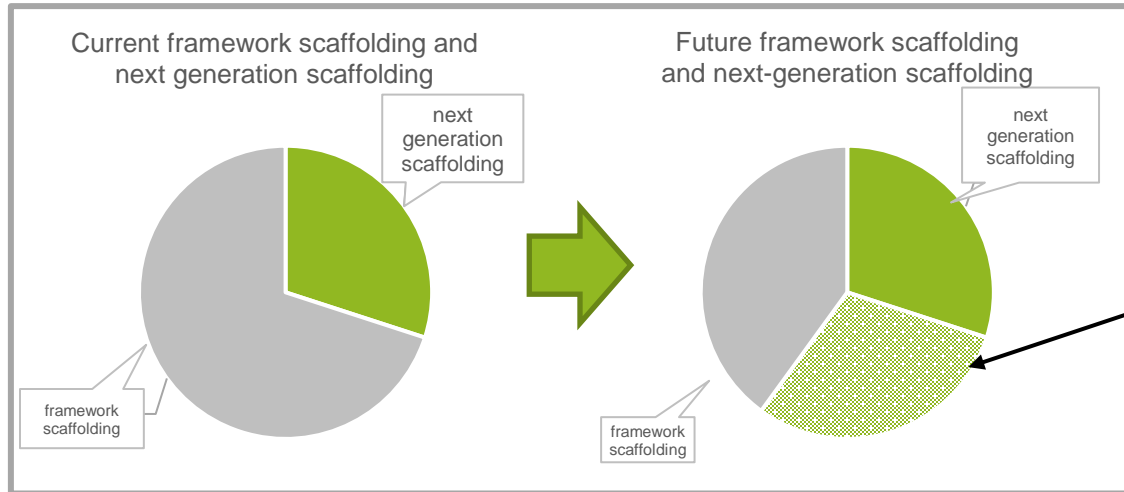 Current framework scaffolding and
next generation scaffolding
next
generation
scaffolding
framework
scaffolding
Future framework scaffolding
and next-generation scaffolding
next
generation
scaffolding
framework
scaffolding